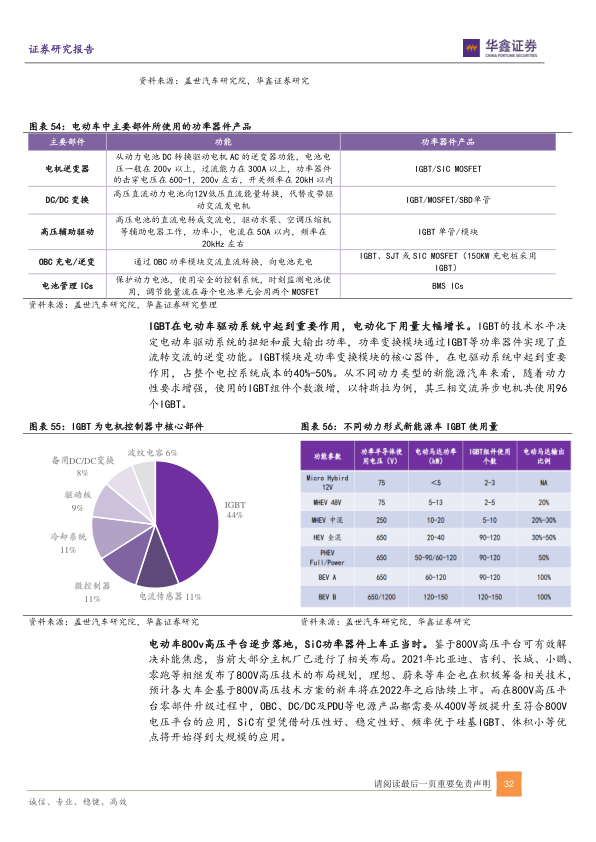 证券研究报告
华鑫证券
CHINA FORTUNE SECURITIES
资料来源：盖世汽车研究院，华鑫证券研究
图表 54：电动车中主要部件所使用的功率器件产品
主要部件 功能 功率器件产品
电机逆变器
从动力电池 DC 转换驱动电机 AC 的逆变器功能，电池电
压一般在 200v 以上，过流能力在 300A 以上，功率器件
的击穿电压在 600-1，200v 左右，开关频率在 20kH 以内
IGBT/SIC MOSFET
DC/DC 变换
高压直流动力电池向12V低压直流能量转换，代替皮带驱
动交流发电机
IGBT/MOSFET/SBD单管
高压辅助驱动
高压电池的直流电转成交流电，驱动水泵、空调压缩机
等辅助电器工作，功率小，电流在 50A 以内，频率在
20kHz 左右
IGBT 单管/模块
OBC 充电/逆变
通过 OBC 功率模块交流直流转换，向电池充电
IGBT、SJT 或 SIC MOSFET（150KW 充电桩采用
IGBT）
电池管理 ICs
保护动力电池，使用安全的控制系统，时刻监测电池使
用，调节能量流在每个电池单元会用两个 MOSFET
BMS ICs
资料来源：盖世汽车研究院，华鑫证券研究整理
IGBT在电动车驱动系统中起到重要作用，电动化下用量大幅增长。IGBT的技术水平决
定电动车驱动系统的扭矩和最大输出功率，功率变换模块通过IGBT等功率器件实现了直
流转交流的逆变功能。IGBT模块是功率变换模块的核心器件，在电驱动系统中起到重要
作用，占整个电控系统成本的40%-50%。从不同动力类型的新能源汽车来看，随着动力
性要求增强，使用的IGBT组件个数激增，以特斯拉为例，其三相交流异步电机共使用96
个IGBT。
图表 55：IGBT 为电机控制器中核心部件
波纹电容 6%
备用DC/DC变换
8%
驱动板
9%
冷却系统
11%
微控制器
11%
电流传感器 11%
IGBT
44%
资料来源：盖世汽车研究院，华鑫证券研究
图表 56：不同动力形式新能源车 IGBT 使用量
功能参数 功率半导体使用电压（V） 电动马达功率（kW） IGBT组件使用个数 电动马达输出比例
Micro Hybird 12V 75 ＜5 2-3 NA
MHEV 48V 75 5-13 2-5 20%
MHEV 中混 250 10-20 5-10 20%-30%
HEV 全混 650 20-40 90-120 30%-50%
PHEV Full/Power 650 50-90/60-120 90-120 50%
BEV A 650 60-120 90-120 100%
BEV B 650/1200 120-150 120-150 100%
资料来源：盖世汽车研究院，华鑫证券研究
电动车800v高压平台逐步落地，SiC功率器件上车正当时。鉴于800V高压平台可有效解
决补能焦虑，当前大部分主机厂已进行了相关布局。2021年比亚迪、吉利、长城、小鹏、
零跑等相继发布了800V高压技术的布局规划，理想、蔚来等车企也在积极筹备相关技术，
预计各大车企基于800V高压技术方案的新车将在2022年之后陆续上市。而在800V高压平
台零部件升级过程中，OBC、DC/DC及PDU等电源产品都需要从400V等级提升至符合800V
电压平台的应用，SiC有望凭借耐压性好、稳定性好、频率优于硅基IGBT、体积小等优
点将开始得到大规模的应用。
请阅读最后一页重要免责声明 32
诚信、专业、稳健、高效